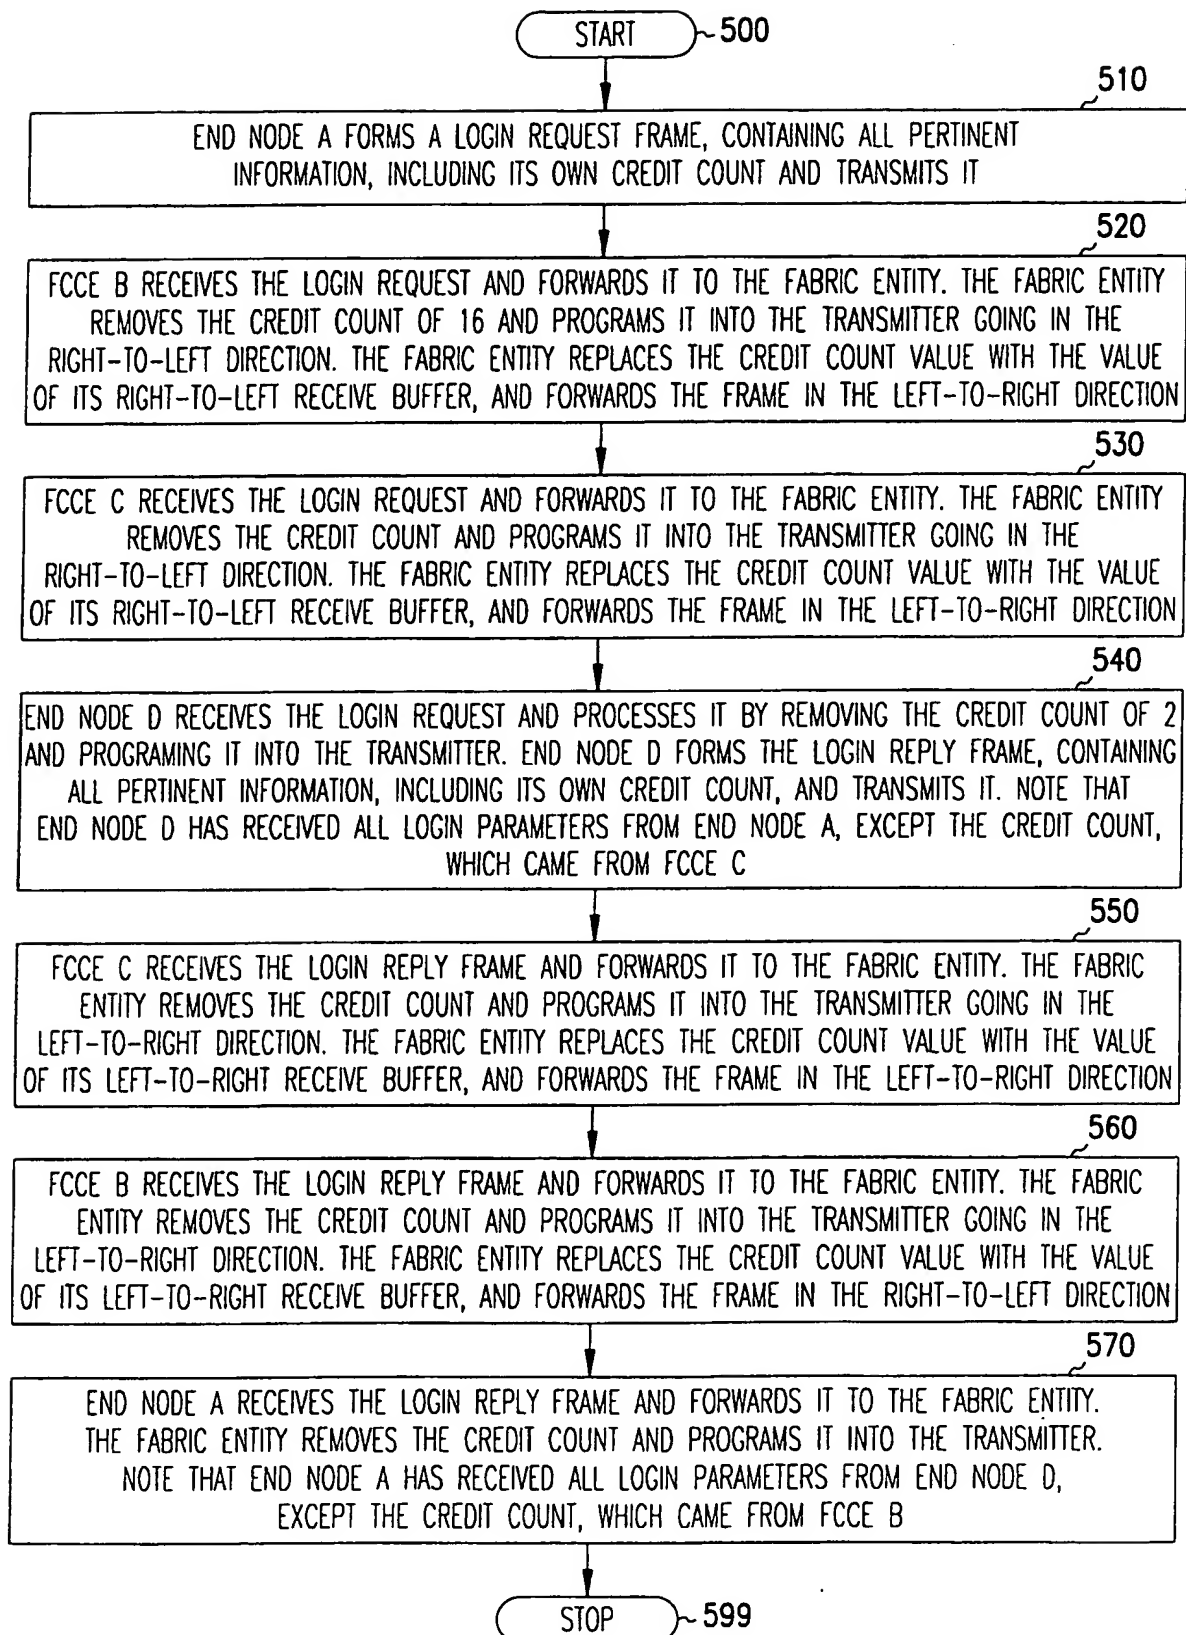 START
500
510
END NODE A FORMS A LOGIN REQUEST FRAME, CONTAINING ALL PERTINENT
INFORMATION, INCLUDING ITS OWN CREDIT COUNT AND TRANSMITS IT
520
FCCE B RECEIVES THE LOGIN REQUEST AND FORWARDS IT TO THE FABRIC ENTITY. THE FABRIC ENTITY
REMOVES THE CREDIT COUNT OF 16 AND PROGRAMS IT INTO THE TRANSMITTER GOING IN THE
RIGHT-TO-LEFT DIRECTION. THE FABRIC ENTITY REPLACES THE CREDIT COUNT VALUE WITH THE VALUE
OF ITS RIGHT-TO-LEFT RECEIVE BUFFER, AND FORWARDS THE FRAME IN THE LEFT-TO-RIGHT DIRECTION
530
FCCE C RECEIVES THE LOGIN REQUEST AND FORWARDS IT TO THE FABRIC ENTITY. THE FABRIC ENTITY
REMOVES THE CREDIT COUNT AND PROGRAMS IT INTO THE TRANSMITTER GOING IN THE
RIGHT-TO-LEFT DIRECTION. THE FABRIC ENTITY REPLACES THE CREDIT COUNT VALUE WITH THE VALUE
OF ITS RIGHT-TO-LEFT RECEIVE BUFFER, AND FORWARDS THE FRAME IN THE LEFT-TO-RIGHT DIRECTION
540
END NODE D RECEIVES THE LOGIN REQUEST AND PROCESSES IT BY REMOVING THE CREDIT COUNT OF 2
AND PROGRAMING IT INTO THE TRANSMITTER. END NODE D FORMS THE LOGIN REPLY FRAME, CONTAINING
ALL PERTINENT INFORMATION, INCLUDING ITS OWN CREDIT COUNT, AND TRANSMITS IT. NOTE THAT
END NODE D HAS RECEIVED ALL LOGIN PARAMETERS FROM END NODE A, EXCEPT THE CREDIT COUNT,
WHICH CAME FROM FCCE C
550
FCCE C RECEIVES THE LOGIN REPLY FRAME AND FORWARDS IT TO THE FABRIC ENTITY. THE FABRIC
ENTITY REMOVES THE CREDIT COUNT AND PROGRAMS IT INTO THE TRANSMITTER GOING IN THE
LEFT-TO-RIGHT DIRECTION. THE FABRIC ENTITY REPLACES THE CREDIT COUNT VALUE WITH THE VALUE
OF ITS LEFT-TO-RIGHT RECEIVE BUFFER, AND FORWARDS THE FRAME IN THE LEFT-TO-RIGHT DIRECTION
560
FCCE B RECEIVES THE LOGIN REPLY FRAME AND FORWARDS IT TO THE FABRIC ENTITY. THE FABRIC
ENTITY REMOVES THE CREDIT COUNT AND PROGRAMS IT INTO THE TRANSMITTER GOING IN THE
LEFT-TO-RIGHT DIRECTION. THE FABRIC ENTITY REPLACES THE CREDIT COUNT VALUE WITH THE VALUE
OF ITS LEFT-TO-RIGHT RECEIVE BUFFER, AND FORWARDS THE FRAME IN THE RIGHT-TO-LEFT DIRECTION
570
END NODE A RECEIVES THE LOGIN REPLY FRAME AND FORWARDS IT TO THE FABRIC ENTITY.
THE FABRIC ENTITY REMOVES THE CREDIT COUNT AND PROGRAMS IT INTO THE TRANSMITTER.
NOTE THAT END NODE A HAS RECEIVED ALL LOGIN PARAMETERS FROM END NODE D,
EXCEPT THE CREDIT COUNT, WHICH CAME FROM FCCE B
STOP
599